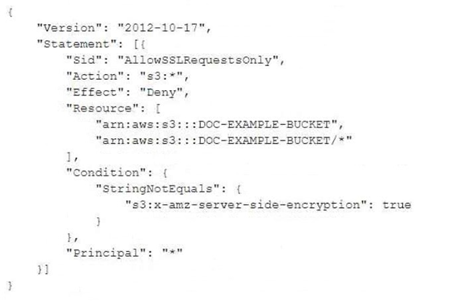 {
"Version": "2012-10-17",
"Statement": [{
"Sid": "AllowSSLRequestsOnly",
"Action": "s3:*",
"Effect": "Deny",
"Resource": [
"arn:aws:s3:::DOC-EXAMPLE-BUCKET",
"arn:aws:s3:::DOC-EXAMPLE-BUCKET/*"
],
"Condition": {
"StringNotEquals": {
"s3:x-amz-server-side-encryption": true
}
},
"Principal": "*"
}]
}